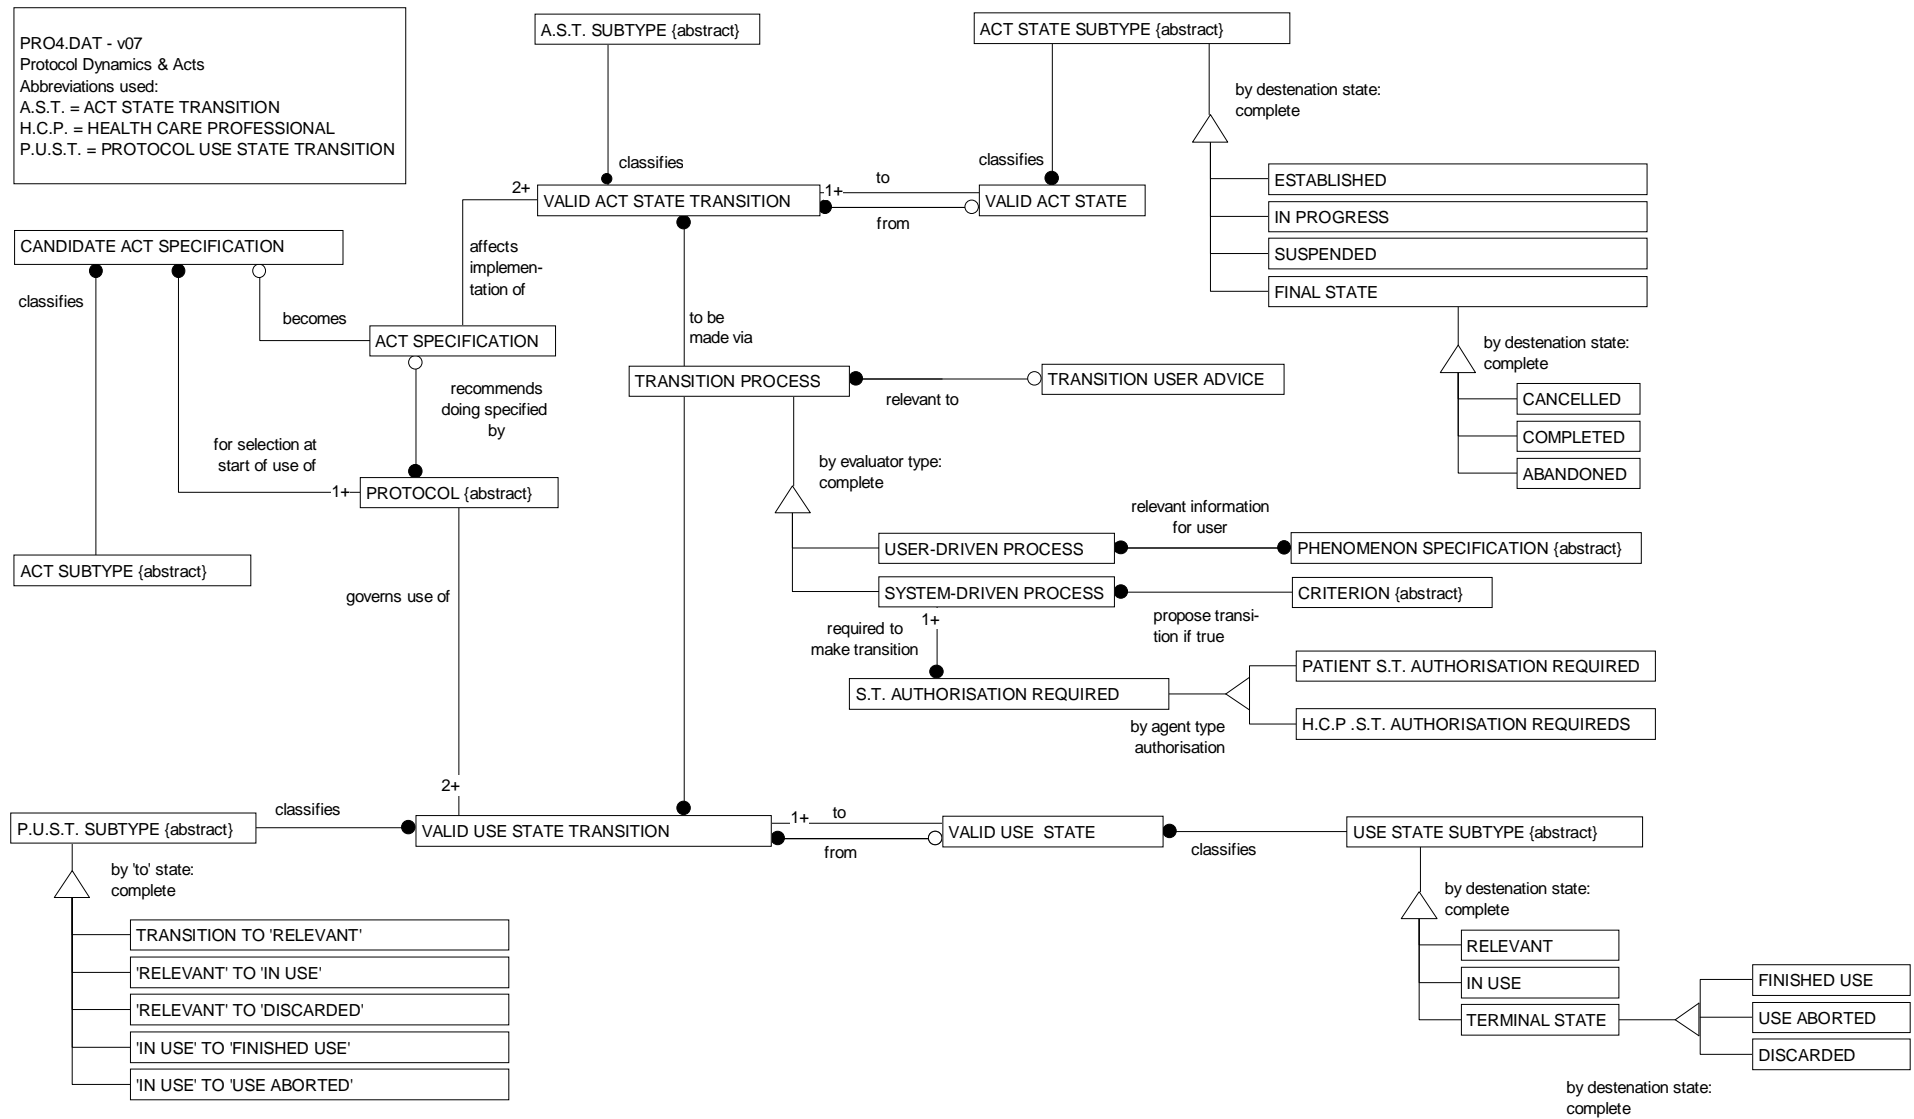 PRO4.DAT - v07
Protocol Dynamics & Acts
Abbreviations used:
A.S.T. = ACT STATE TRANSITION
H.C.P. = HEALTH CARE PROFESSIONAL
P.U.S.T. = PROTOCOL USE STATE TRANSITION
A.S.T. SUBTYPE {abstract}
ACT STATE SUBTYPE {abstract}
by destenation state:
complete
classifies
classifies
2+
VALID ACT STATE TRANSITION
1+
to
from
VALID ACT STATE
ESTABLISHED
IN PROGRESS
SUSPENDED
FINAL STATE
by destenation state:
complete
CANCELLED
COMPLETED
ABANDONED
CANDIDATE ACT SPECIFICATION
classifies
becomes
affects
implemen-
tation of
ACT SPECIFICATION
to be
made via
TRANSITION PROCESS
relevant to
TRANSITION USER ADVICE
recommends
doing specified
by
for selection at
start of use of
1+
PROTOCOL {abstract}
by evaluator type:
complete
relevant information
for user
USER-DRIVEN PROCESS
PHENOMENON SPECIFICATION {abstract}
ACT SUBTYPE {abstract}
SYSTEM-DRIVEN PROCESS
CRITERION {abstract}
governs use of
1+
required to
make transition
propose transi-
tion if true
S.T. AUTHORISATION REQUIRED
PATIENT S.T. AUTHORISATION REQUIRED
H.C.P .S.T. AUTHORISATION REQUIREDS
by agent type
authorisation
2+
P.U.S.T. SUBTYPE {abstract}
classifies
VALID USE STATE TRANSITION
1+
to
from
VALID USE  STATE
classifies
USE STATE SUBTYPE {abstract}
by 'to' state:
complete
TRANSITION TO 'RELEVANT'
'RELEVANT' TO 'IN USE'
'RELEVANT' TO 'DISCARDED'
'IN USE' TO 'FINISHED USE'
'IN USE' TO 'USE ABORTED'
by destenation state:
complete
RELEVANT
IN USE
TERMINAL STATE
FINISHED USE
USE ABORTED
DISCARDED
by destenation state:
complete